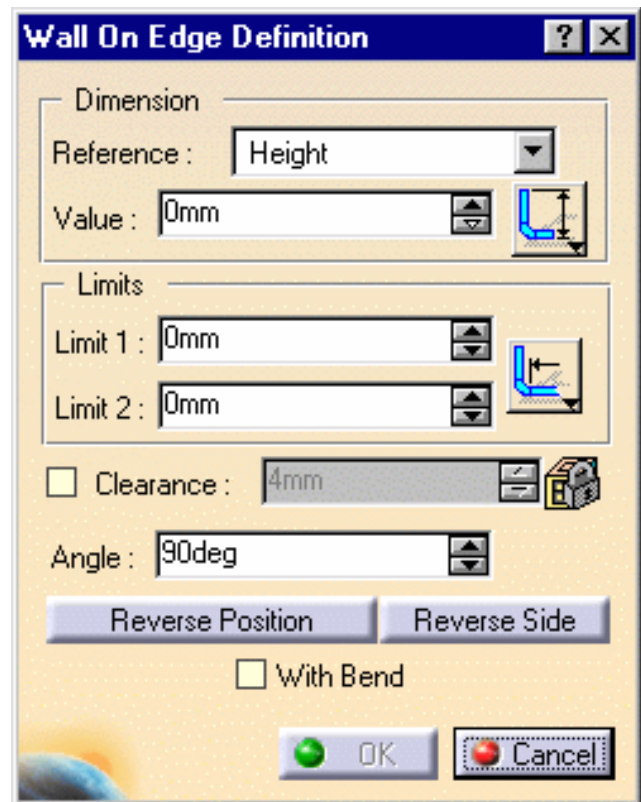 Wall On Edge Definition ? X
Dimension
Reference : Height
Value : 0mm
Limits
Limit 1 : 0mm
Limit 2 : 0mm
Clearance : 4mm
Angle : 90deg
Reverse Position Reverse Side
With Bend
OK Cancel